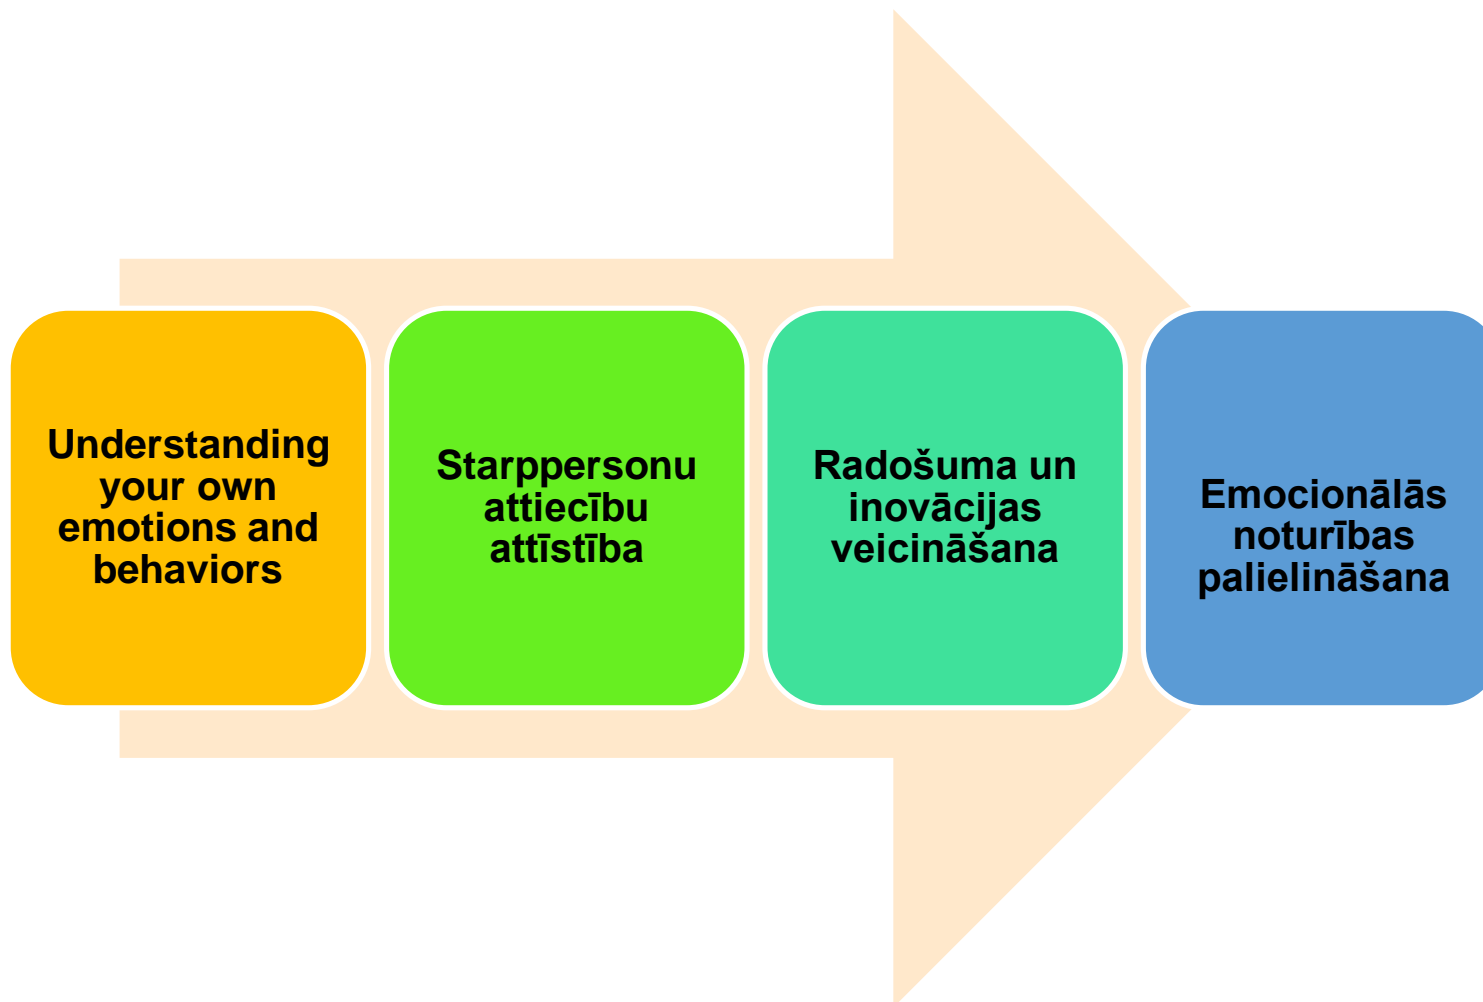 Understanding
your own
emotions and
behaviors
Starppersonu
attiecību
attīstība
Radošuma un
inovācijas
veicināšana
Emocionālās
noturības
palielināšana